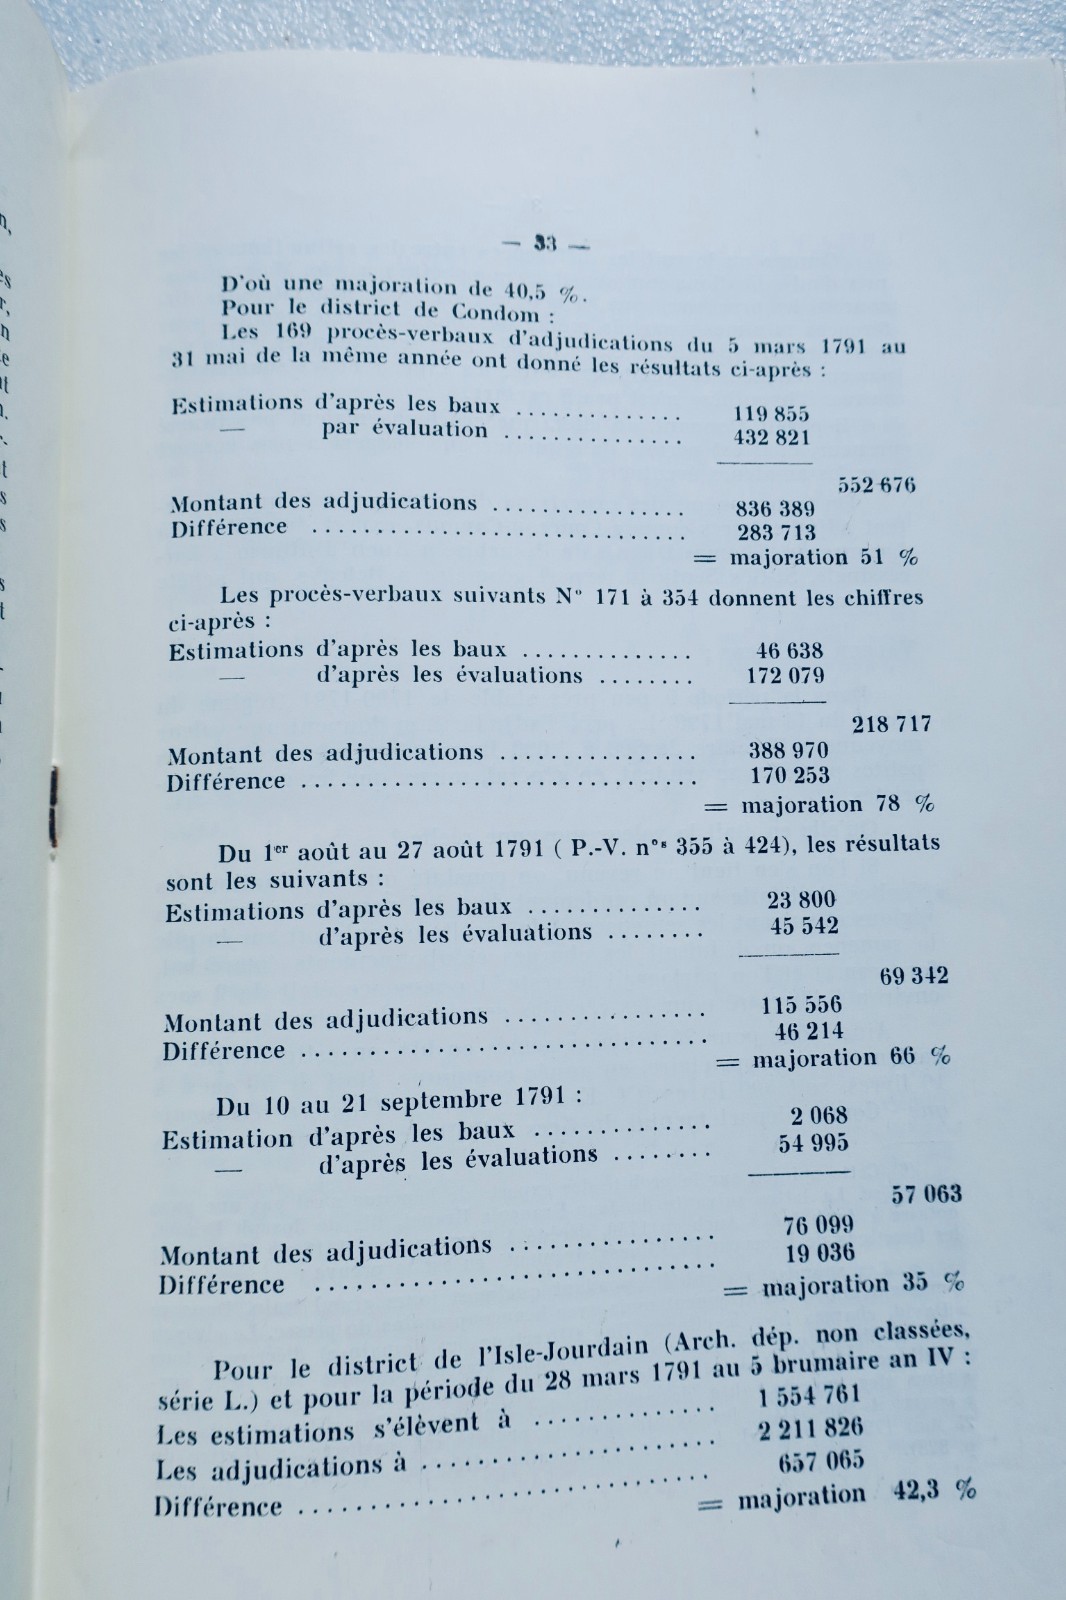 — 33 —
D'où une majoration de 40,5 %.
Pour le district de Condom :
Les 169 procès-verbaux d'adjudications du 5 mars 1791 au
31 mai de la même année ont donné les résultats ci-après :
Estimations d'après les baux .............. 119 855
— par évaluation ............... 432 821
552 676
Montant des adjudications ................ 836 389
Différence .............................. 283 713
= majoration 51 %
Les procès-verbaux suivants N° 171 à 354 donnent les chiffres
ci-après :
Estimations d'après les baux .............. 46 638
— d'après les évaluations ........ 172 079
218 717
Montant des adjudications ................ 388 970
Différence ............................... 170 253
= majoration 78 %
Du 1er août au 27 août 1791 ( P.-V. nos 355 à 424), les résultats
sont les suivants :
Estimations d'après les baux .............. 23 800
— d'après les évaluations ........ 45 542
69 342
Montant des adjudications ................ 115 556
Différence ............................... 46 214
= majoration 66 %
Du 10 au 21 septembre 1791 :
Estimation d'après les baux .............. 2 068
— d'après les évaluations ........ 54 995
57 063
Montant des adjudications ................ 76 099
Différence .............................. 19 036
= majoration 35 %
Pour le district de l'Isle-Jourdain (Arch. dép. non classées,
série L.) et pour la période du 28 mars 1791 au 5 brumaire an IV :
Les estimations s'élèvent à .............. 1 554 761
Les adjudications à ....................... 2 211 826
Différence ............................... 657 065
= majoration 42,3 %